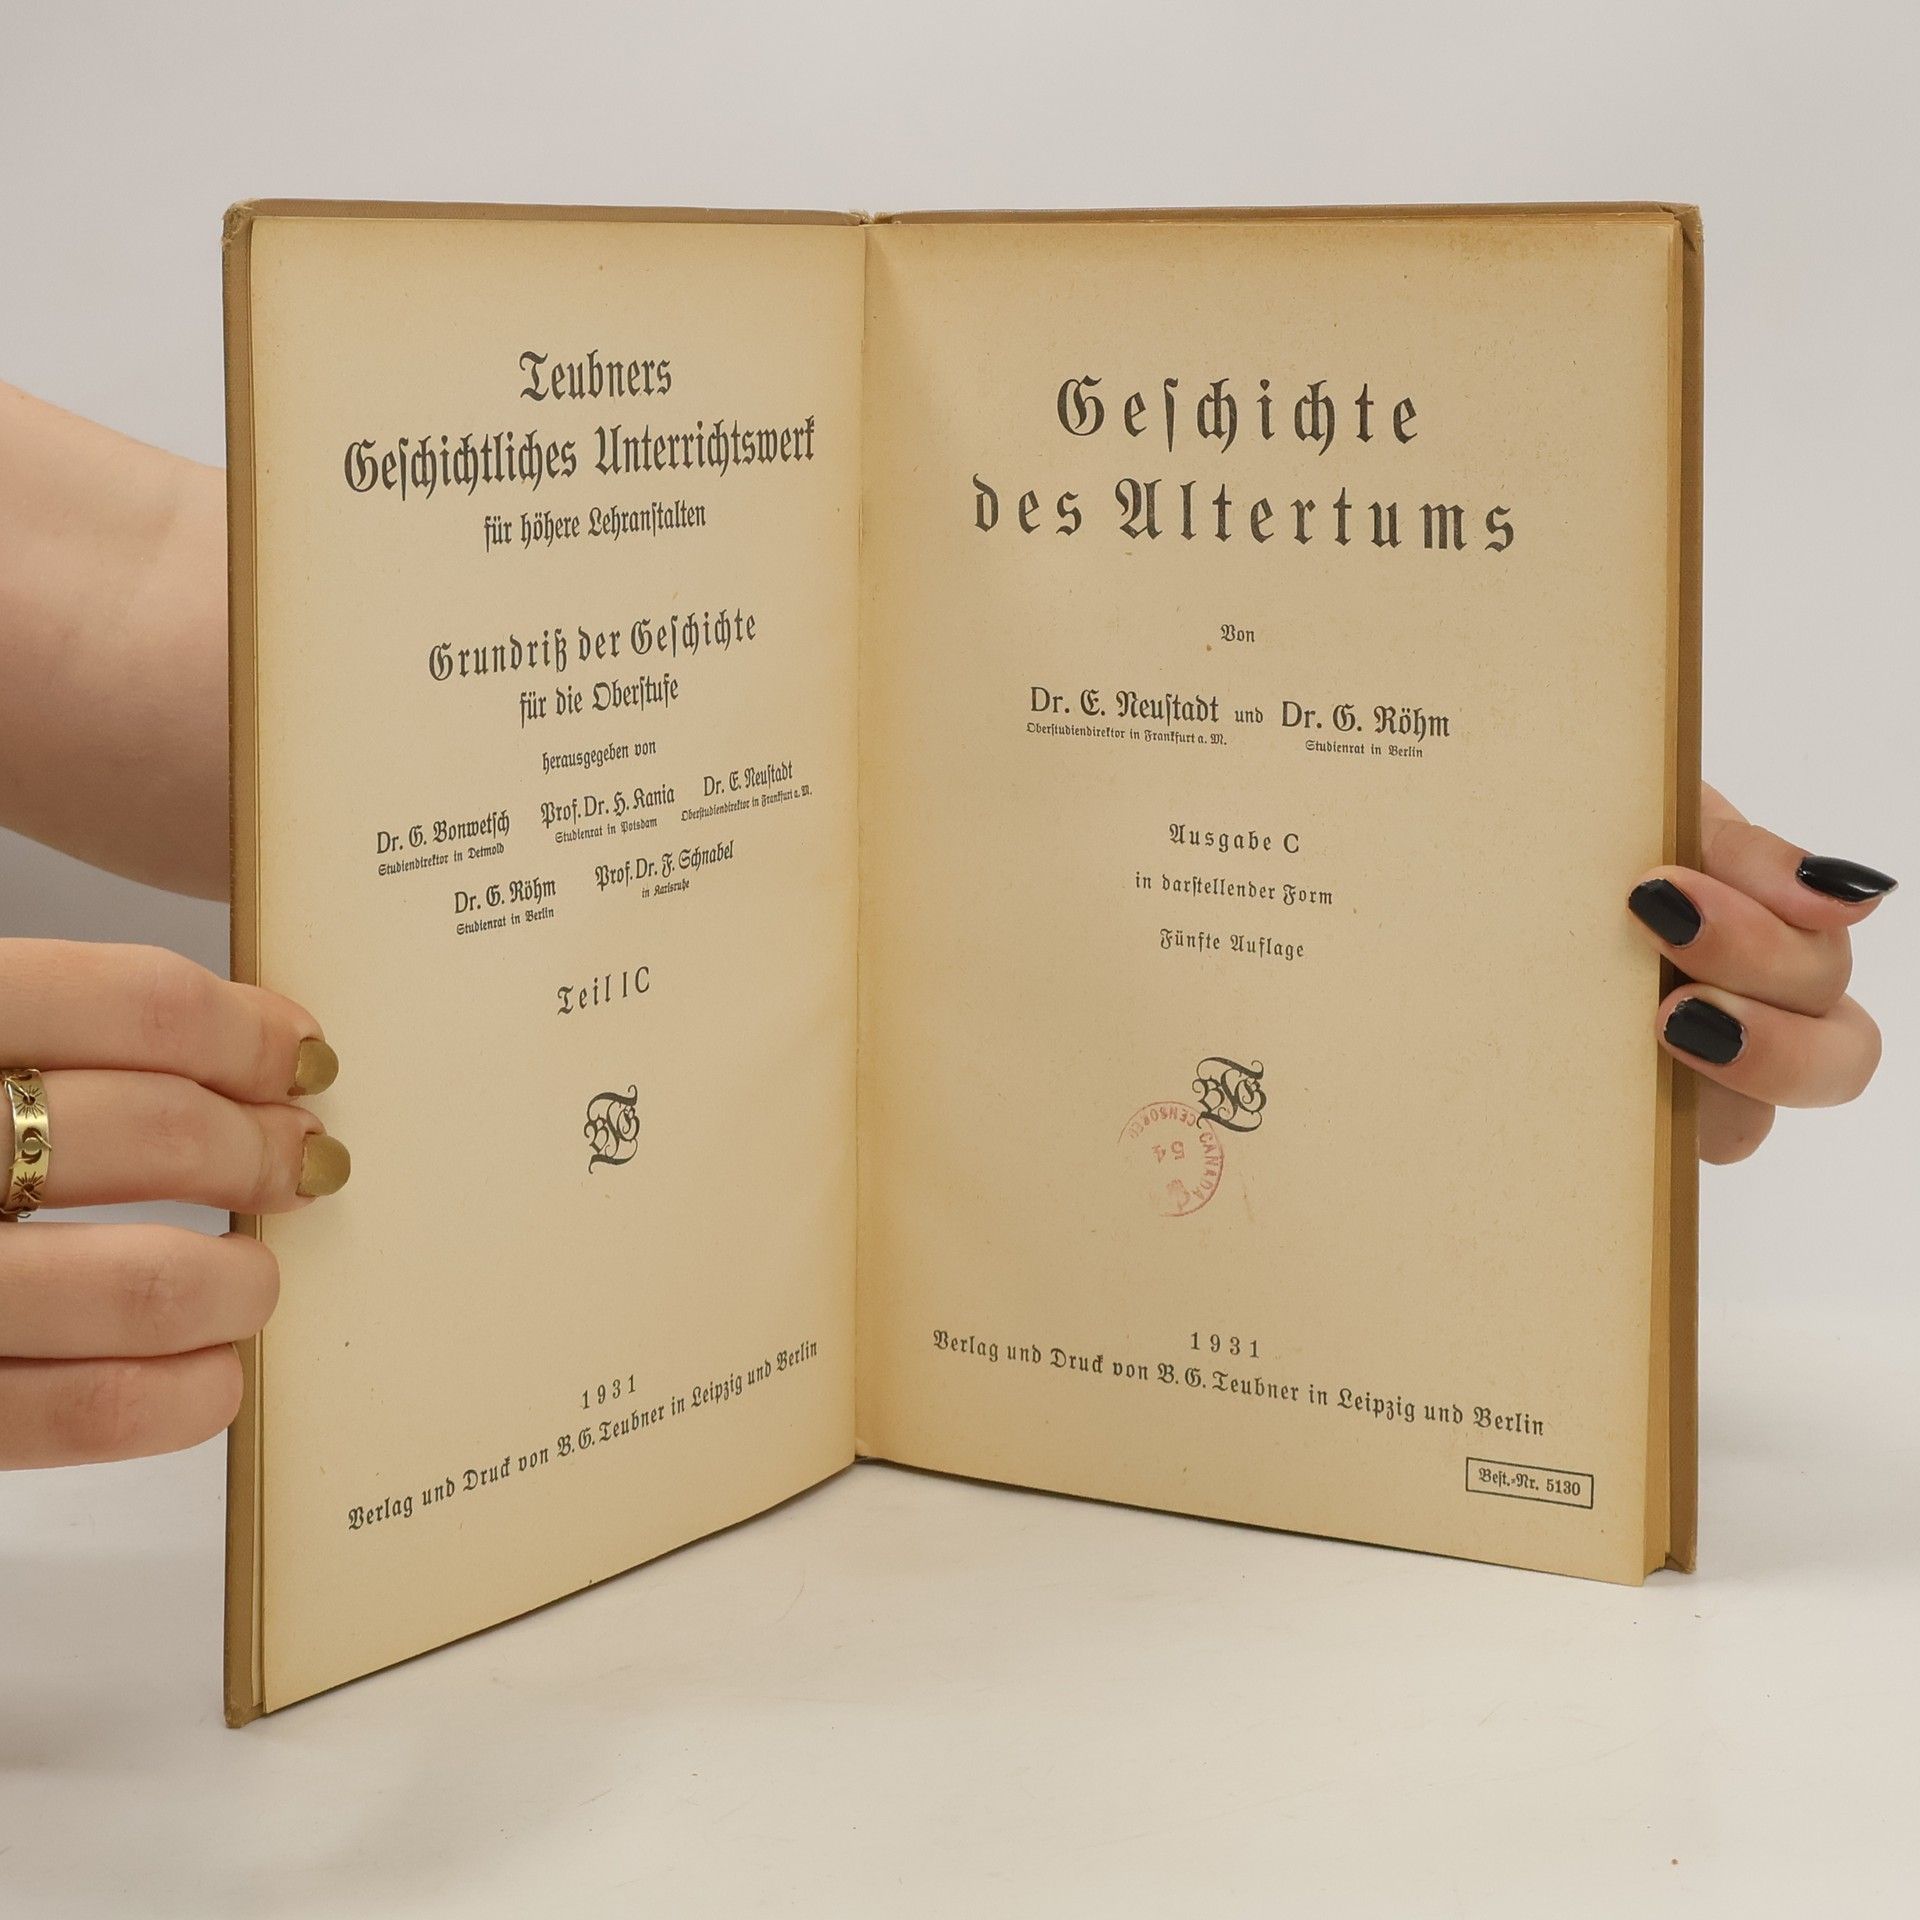 Teubners
Geſchichtliches Unterrichtswerk
für höhere Lehranſtalten
Grundriß der Geſchichte
für die Oberſtufe
herausgegeben von
Dr. G. Bonwetſch Prof. Dr. H. Kania Dr. E. Neuſtadt
Studiendirektor in Detmold Studienrat in Potsdam Oberſtudiendirektor in Frankfurt a. M.
Dr. G. Röhm Prof. Dr. F. Schnabel
Studienrat in Berlin in Karlsruhe
Teil I C
BGT
1931
Verlag und Druck von B. G. Teubner in Leipzig und Berlin
Geſchichte
des Altertums
Von
Dr. E. Neuſtadt und Dr. G. Röhm
Oberſtudiendirektor in Frankfurt a. M. Studienrat in Berlin
Ausgabe C
in darſtellender Form
Fünfte Auflage
BGT
CANADA
CENSORED
54
1931
Verlag und Druck von B. G. Teubner in Leipzig und Berlin
Beſt.-Nr. 5130